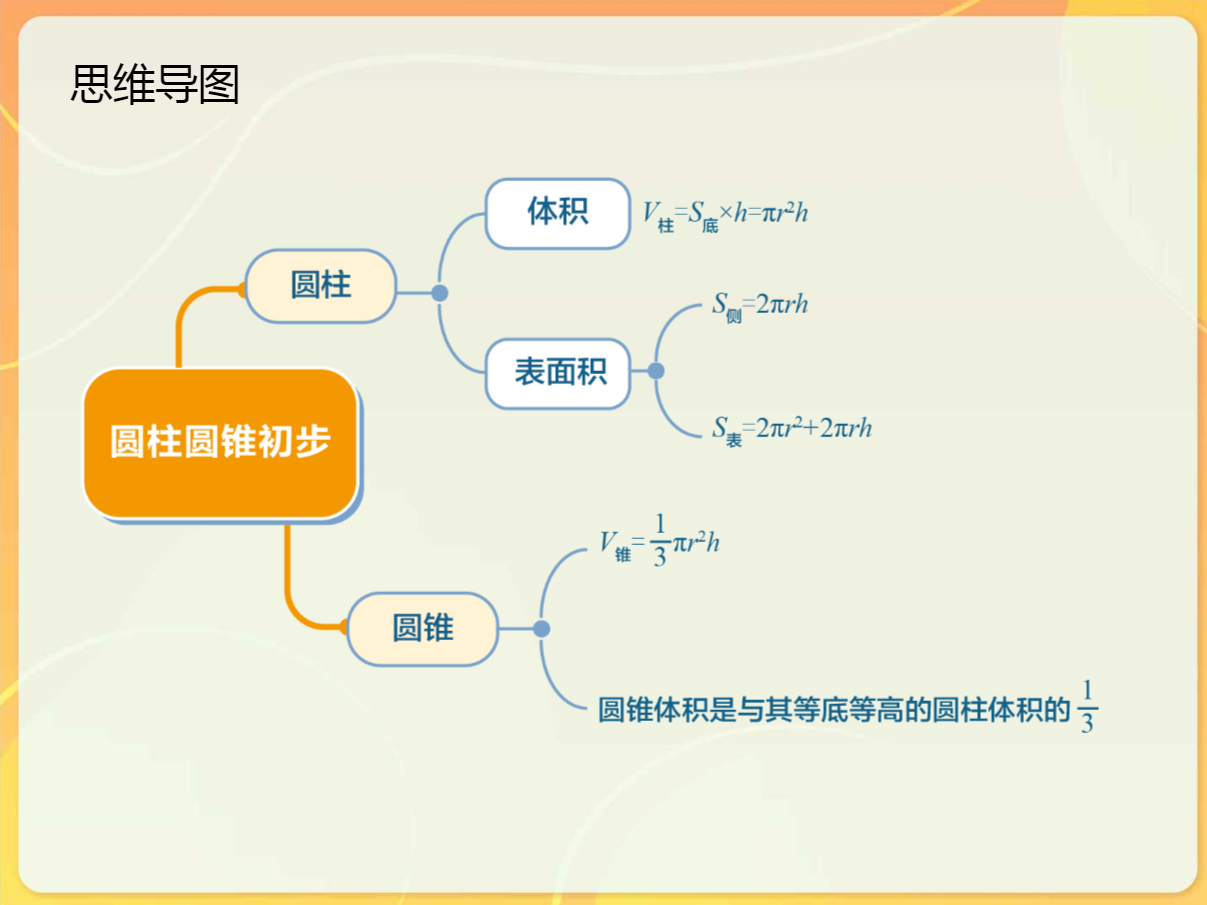 思维导图
体积
V柱=S底×h=πr²h
圆柱
S侧=2πrh
表面积
S表=2πr²+2πrh
圆柱圆锥初步
V锥=1/3πr²h
圆锥
圆锥体积是与其等底等高的圆柱体积的1/3